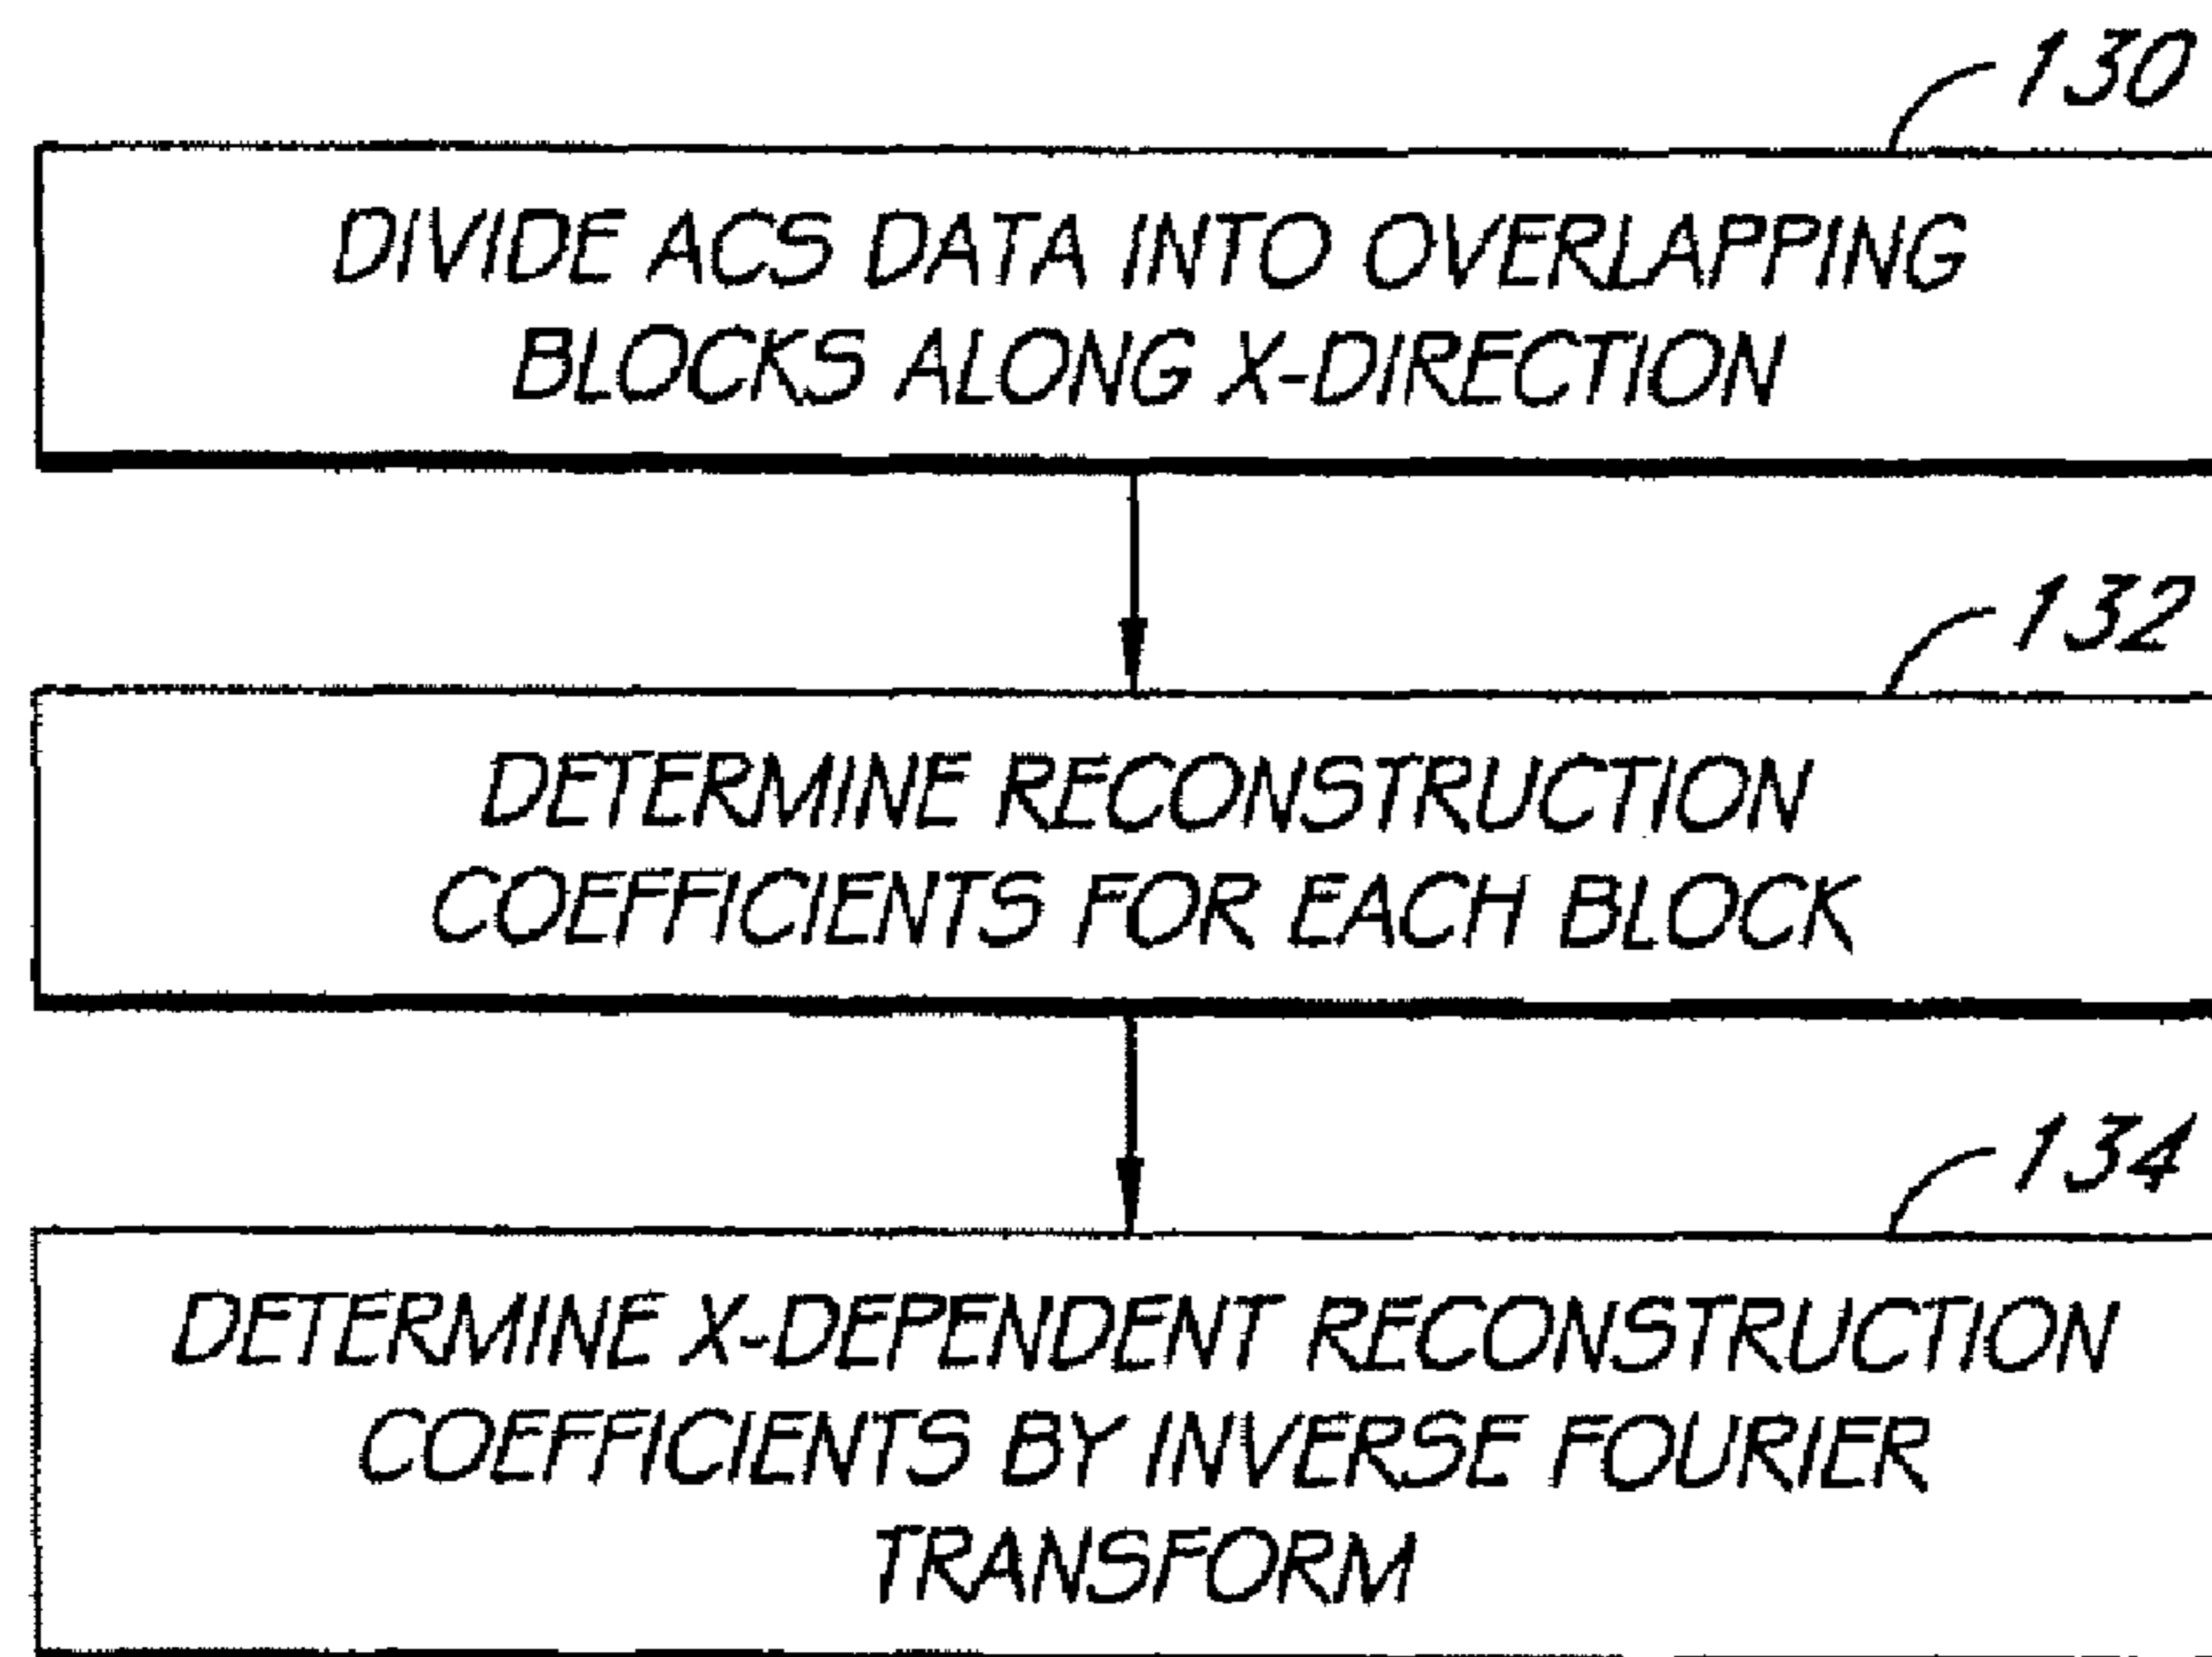 130
DIVIDE ACS DATA INTO OVERLAPPING
BLOCKS ALONG X-DIRECTION
132
DETERMINE RECONSTRUCTION
COEFFICIENTS FOR EACH BLOCK
134
DETERMINE X-DEPENDENT RECONSTRUCTION
COEFFICIENTS BY INVERSE FOURIER
TRANSFORM